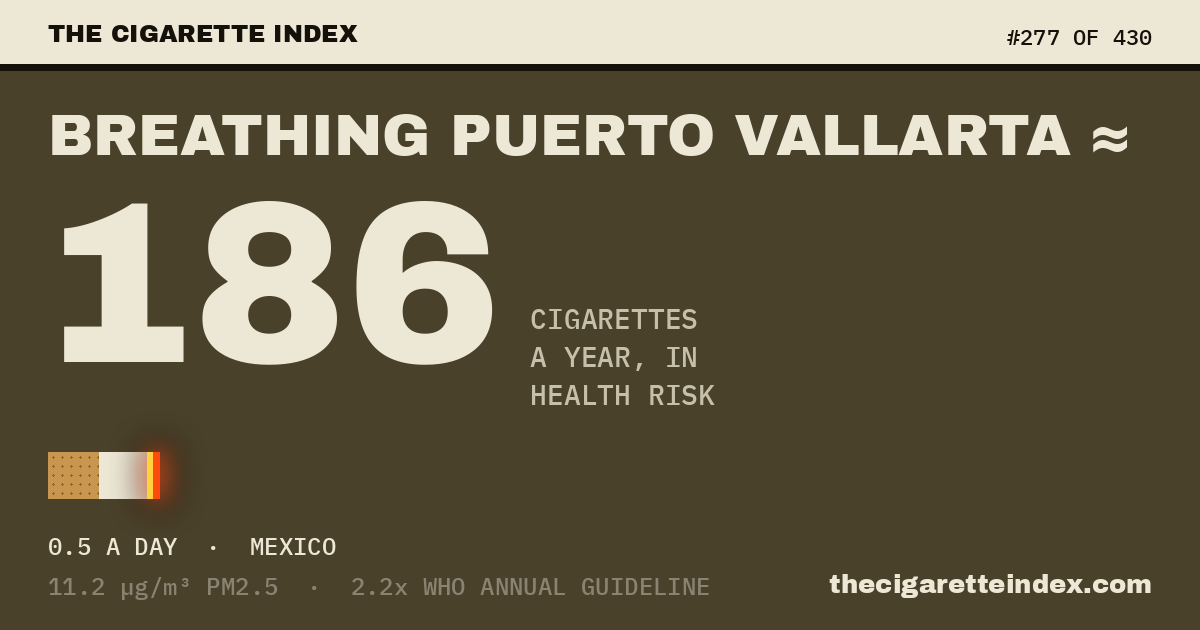 THE CIGARETTE INDEX
#277 OF 430
BREATHING PUERTO VALLARTA ≈
186
CIGARETTES
A YEAR, IN
HEALTH RISK
0.5 A DAY · MEXICO
11.2 µg/m³ PM2.5 · 2.2x WHO ANNUAL GUIDELINE
thecigaretteindex.com